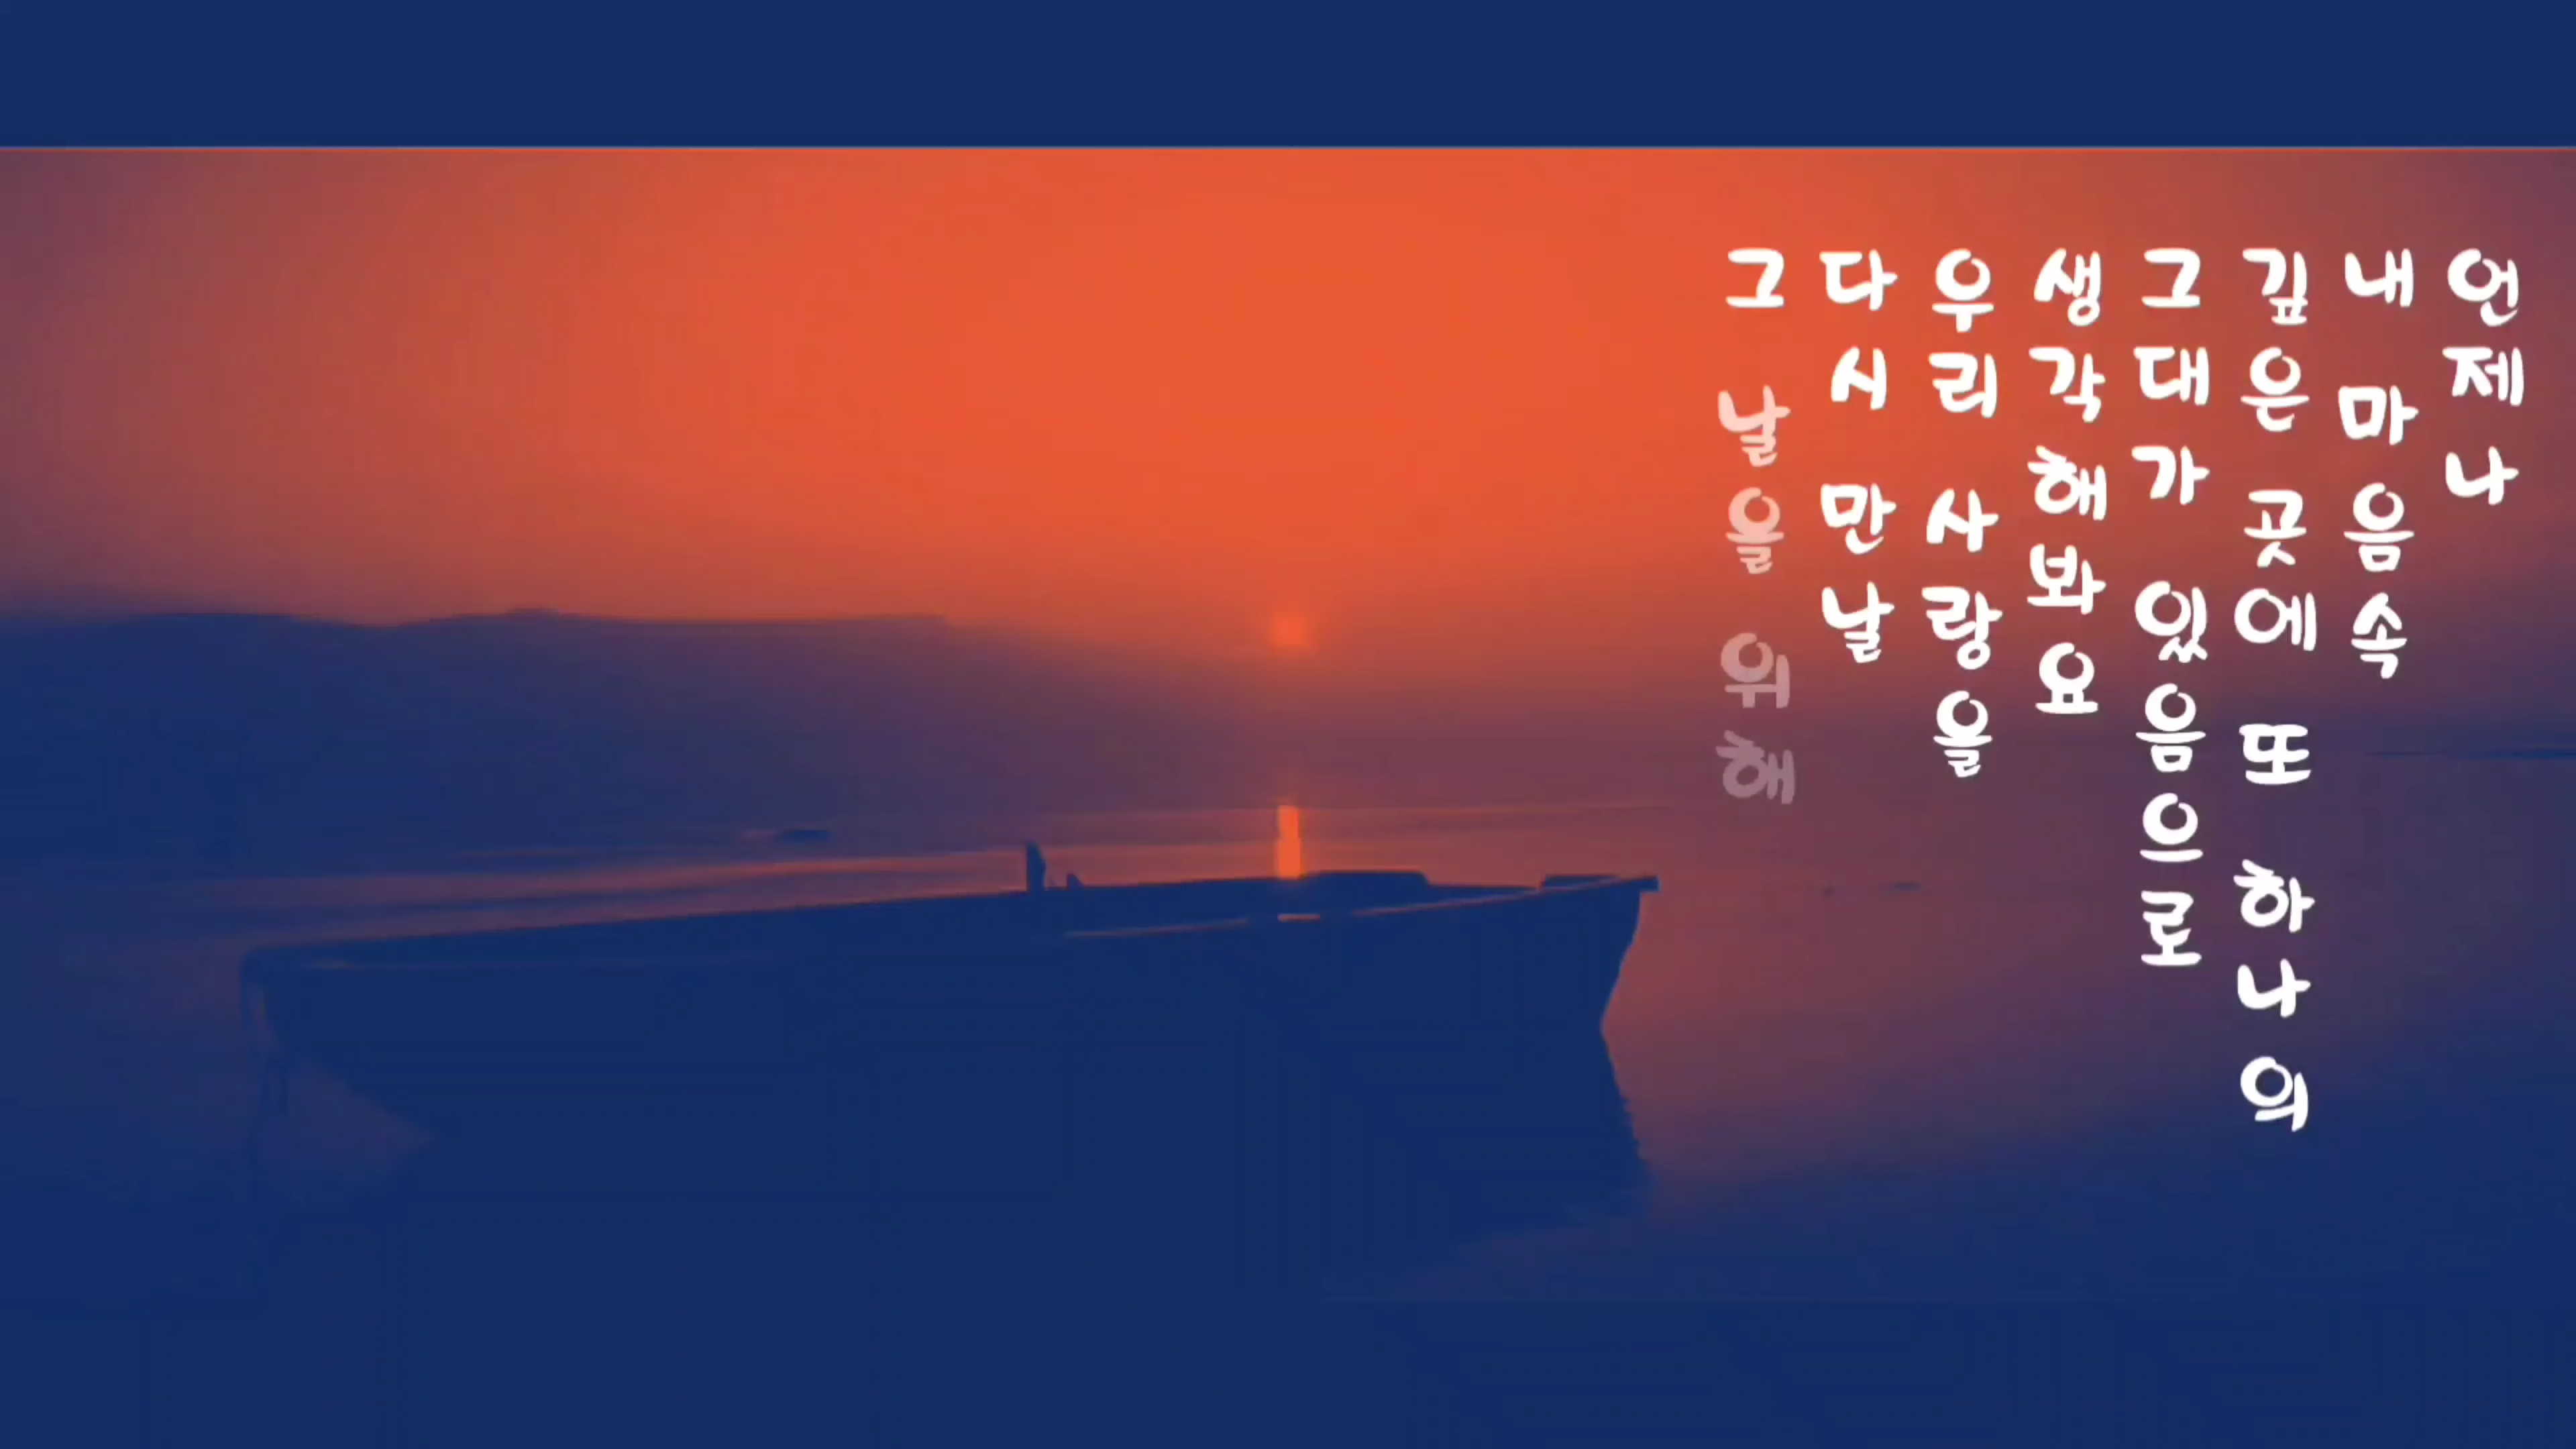 언제나
내 마음속
깊은 곳에 또 하나의
그대가 있음으로
생각해봐요
우리 사랑을
다시 만날
그 날을 위해